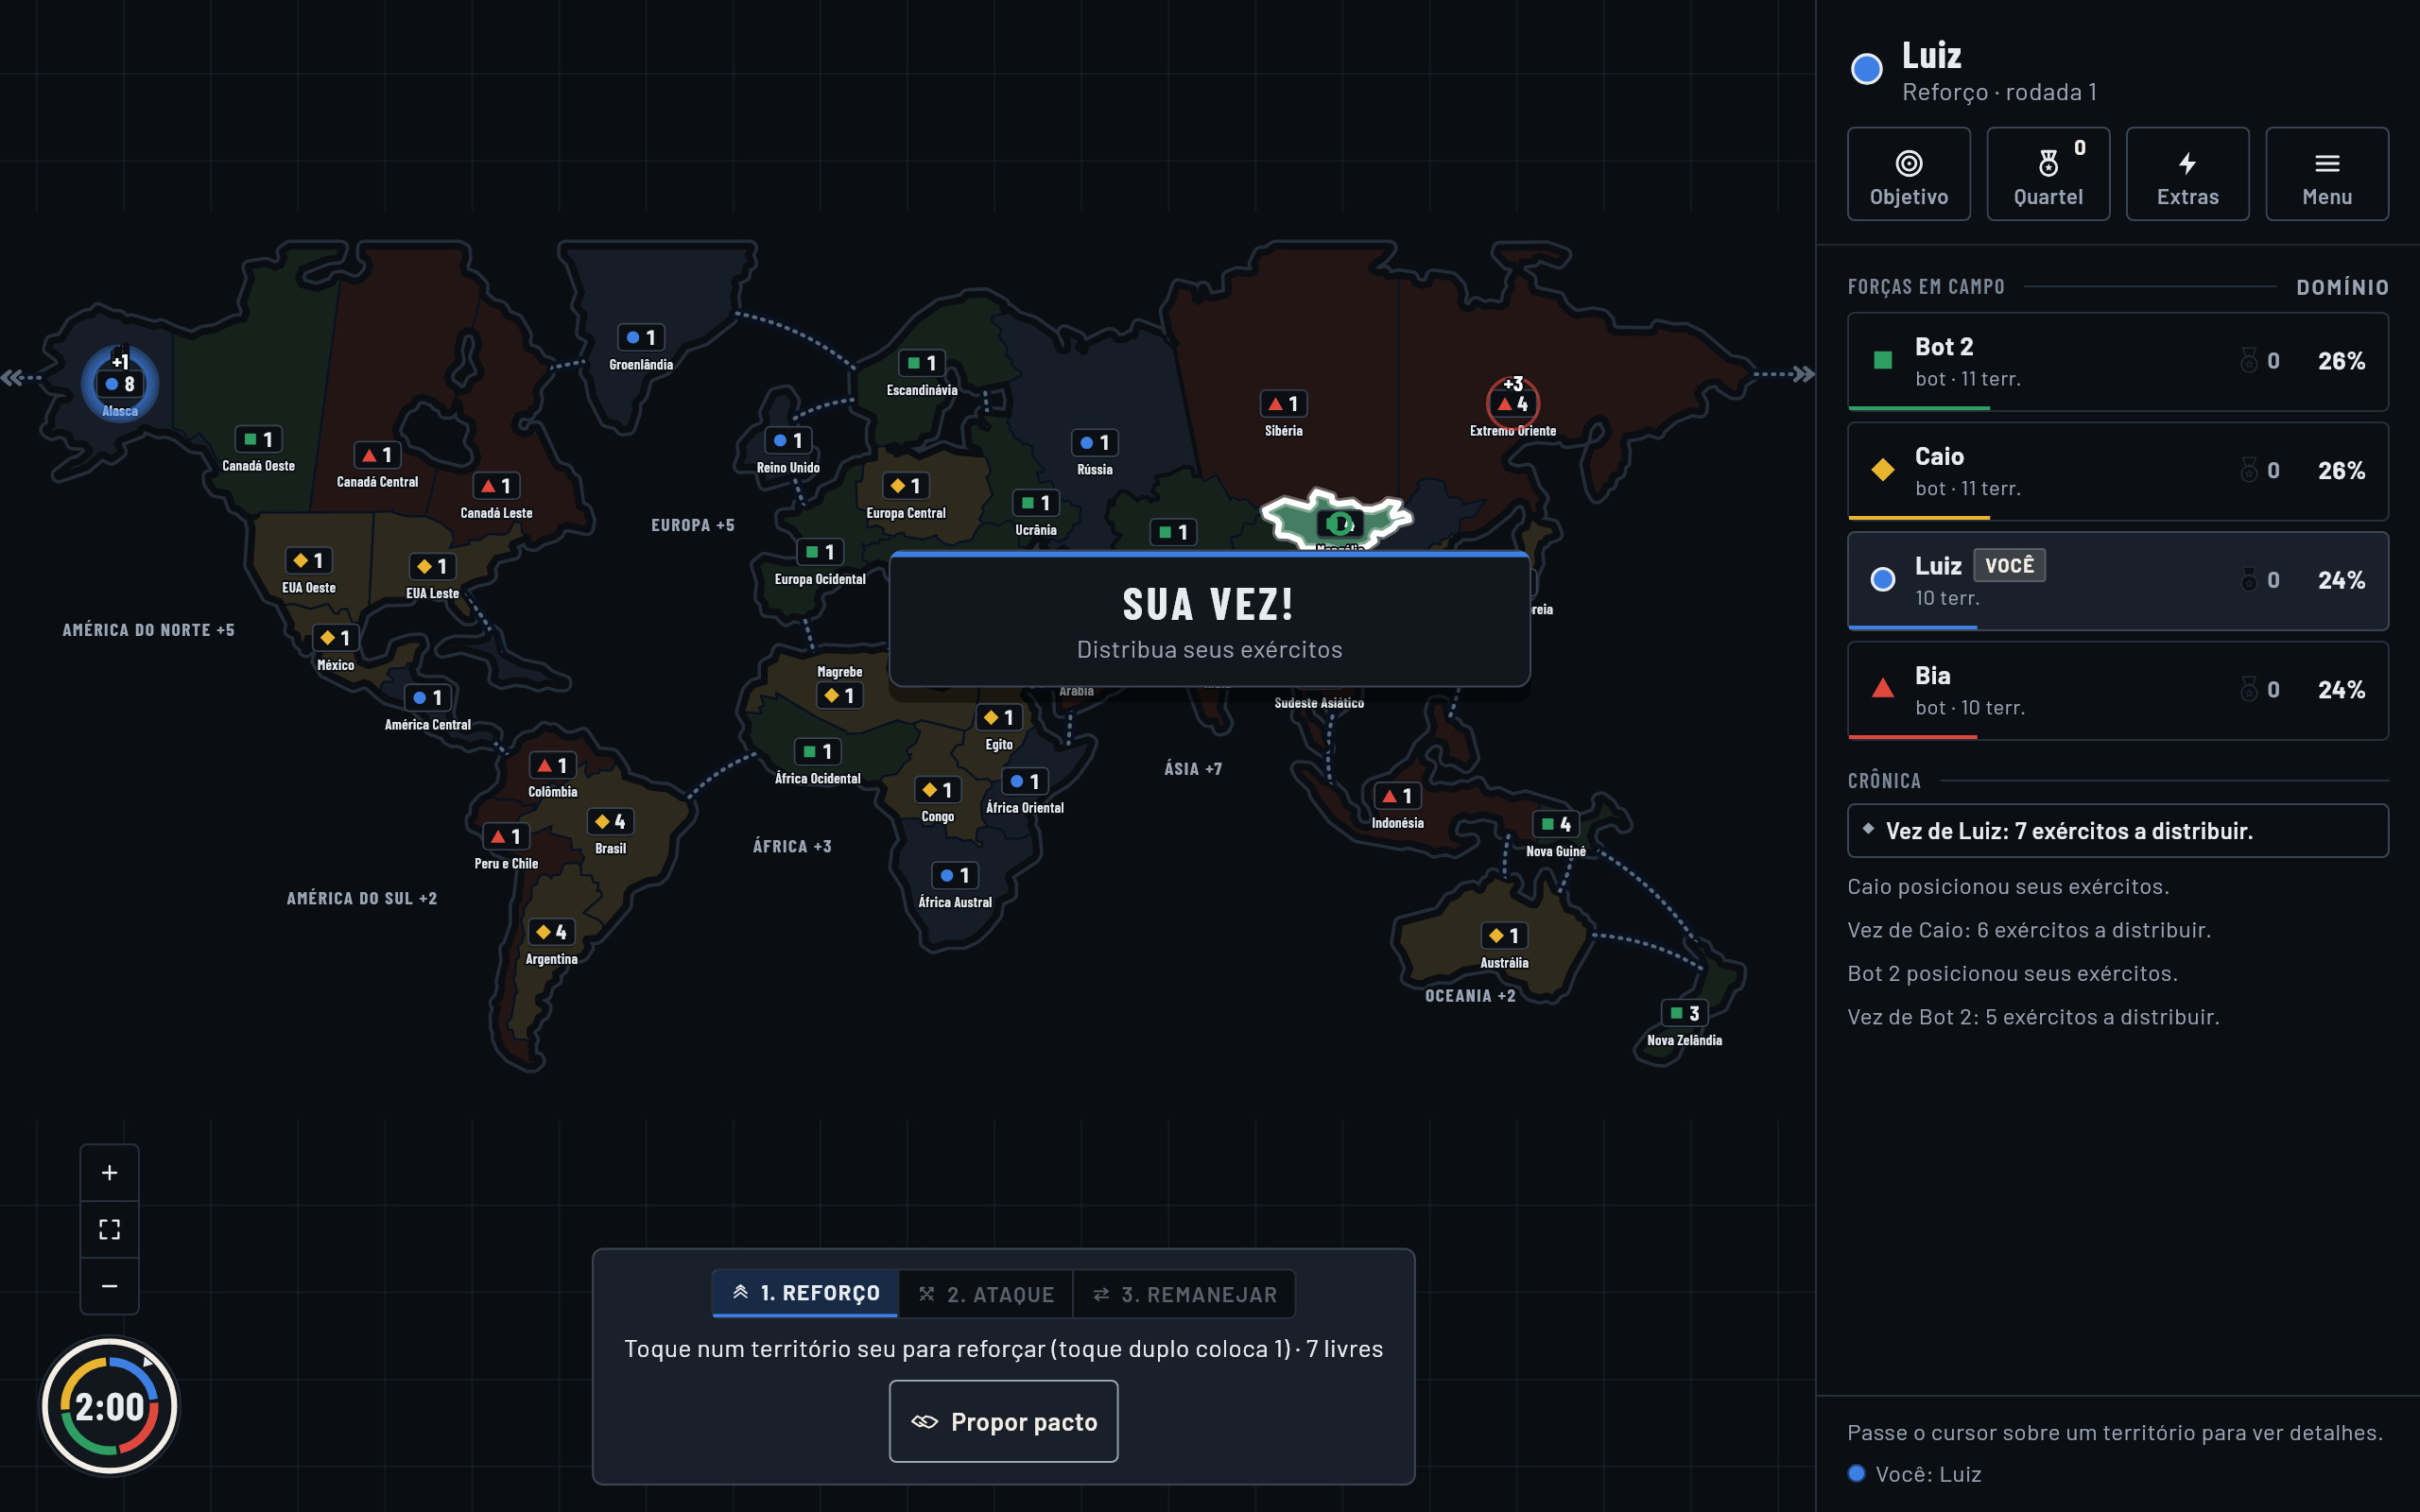 Luiz
Reforço · rodada 1
Objetivo
0
Quartel
Extras
Menu
FORÇAS EM CAMPO
DOMÍNIO
Bot 2
bot · 11 terr.
0
26%
Caio
bot · 11 terr.
0
26%
Luiz VOCÊ
10 terr.
0
24%
Bia
bot · 10 terr.
0
24%
CRÔNICA
Vez de Luiz: 7 exércitos a distribuir.
Caio posicionou seus exércitos.
Vez de Caio: 6 exércitos a distribuir.
Bot 2 posicionou seus exércitos.
Vez de Bot 2: 5 exércitos a distribuir.
Passe o cursor sobre um território para ver detalhes.
Você: Luiz
+1
8
Alasca
1
Canadá Oeste
1
Canadá Central
1
Canadá Leste
1
Groenlândia
1
EUA Oeste
1
EUA Leste
1
México
1
América Central
AMÉRICA DO NORTE +5
1
Colômbia
4
Brasil
1
Peru e Chile
4
Argentina
AMÉRICA DO SUL +2
1
Escandinávia
1
Reino Unido
1
Europa Central
1
Ucrânia
1
Rússia
1
Europa Ocidental
EUROPA +5
1
Sibéria
+3
4
Extremo Oriente
1
4
SUA VEZ!
Distribua seus exércitos
Arábia
Sudeste Asiático
ÁSIA +7
Magrebe
1
1
Egito
1
África Ocidental
1
Congo
1
África Oriental
1
África Austral
ÁFRICA +3
1
Indonésia
4
Nova Guiné
1
Austrália
3
Nova Zelândia
OCEANIA +2
+
−
2:00
1. REFORÇO
2. ATAQUE
3. REMANEJAR
Toque num território seu para reforçar (toque duplo coloca 1) · 7 livres
Propor pacto